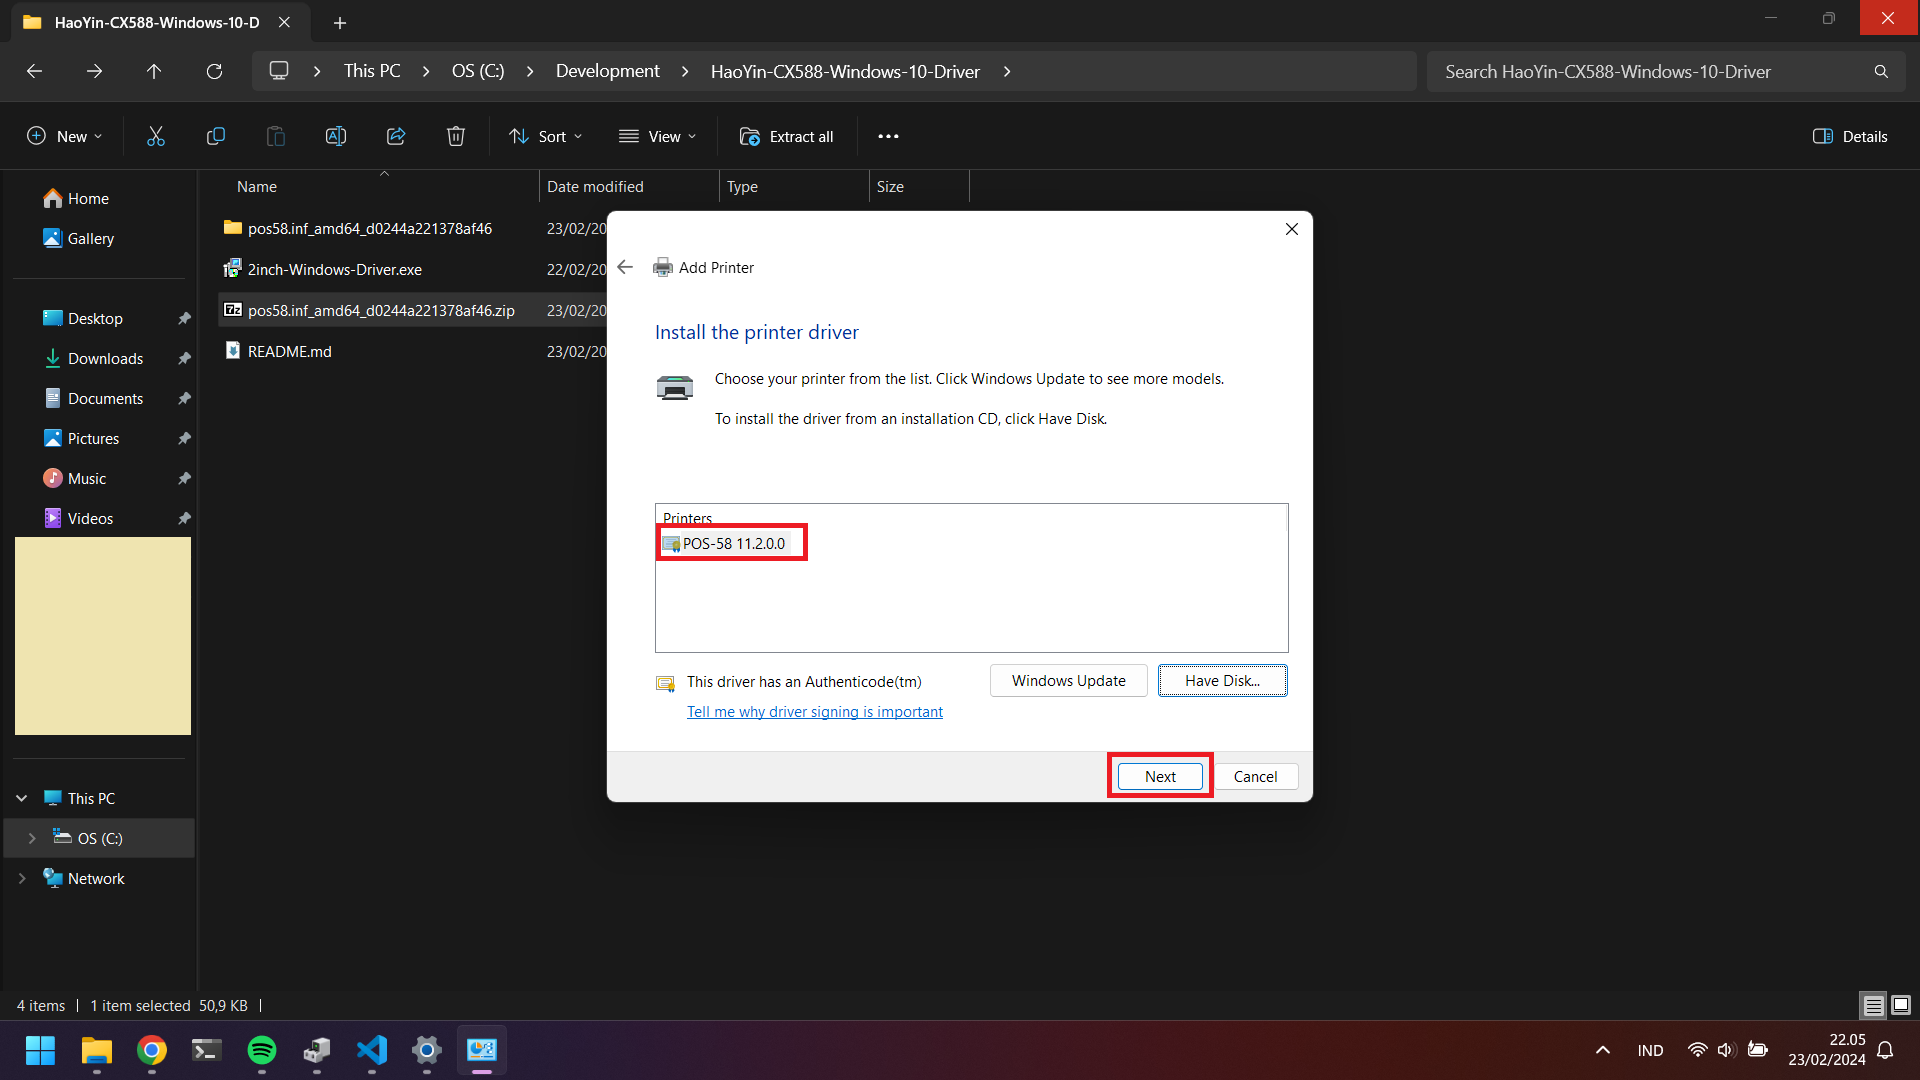 HaoYin-CX588-Windows-10-D
This PC
OS (C:)
Development
HaoYin-CX588-Windows-10-Driver
Search HaoYin-CX588-Windows-10-Driver
New
Sort
View
Extract all
Details
Name
Date modified
Type
Size
Home
Gallery
Desktop
Downloads
Documents
Pictures
Music
Videos
This PC
OS (C:)
Network
pos58.inf_amd64_d0244a221378af46
23/02/20
2inch-Windows-Driver.exe
22/02/20
pos58.inf_amd64_d0244a221378af46.zip
23/02/20
README.md
23/02/20
Add Printer
Install the printer driver
Choose your printer from the list. Click Windows Update to see more models.
To install the driver from an installation CD, click Have Disk.
Printers
POS-58 11.2.0.0
This driver has an Authenticode(tm)
Tell me why driver signing is important
Windows Update
Have Disk...
Next
Cancel
4 items
1 item selected 50,9 KB
IND
22.05
23/02/2024